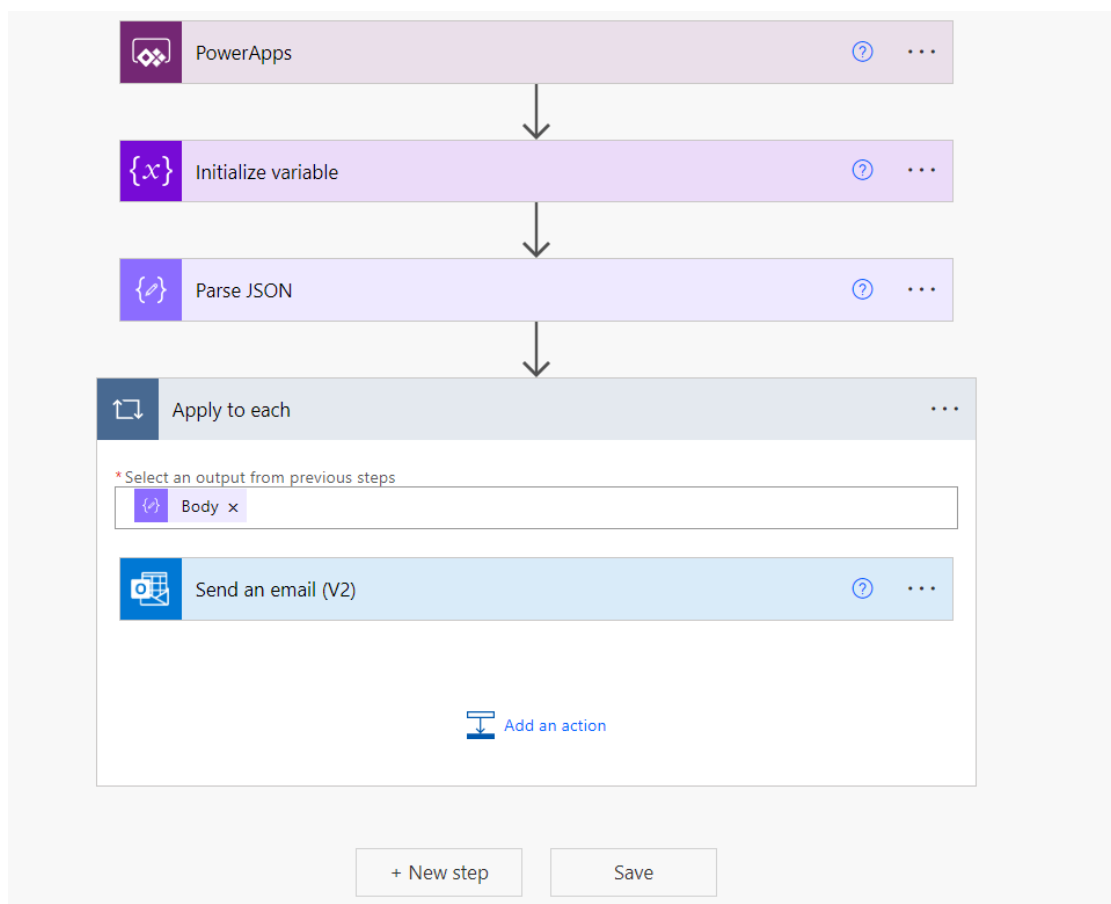 PowerApps
{x} Initialize variable
Parse JSON
Apply to each
* Select an output from previous steps
Body ×
Send an email (V2)
Add an action
+ New step Save